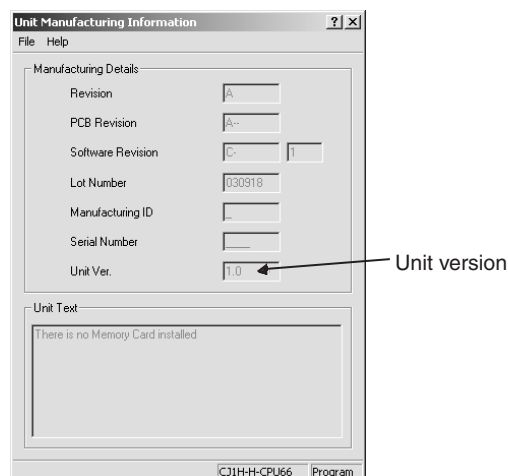 Unit Manufacturing Information
File Help
Manufacturing Details
Revision A
PCB Revision A--
Software Revision C- 1
Lot Number 030918
Manufacturing ID _
Serial Number ____
Unit Ver. 1.0
Unit version
Unit Text
There is no Memory Card installed
CJ1H-H-CPU66 Program